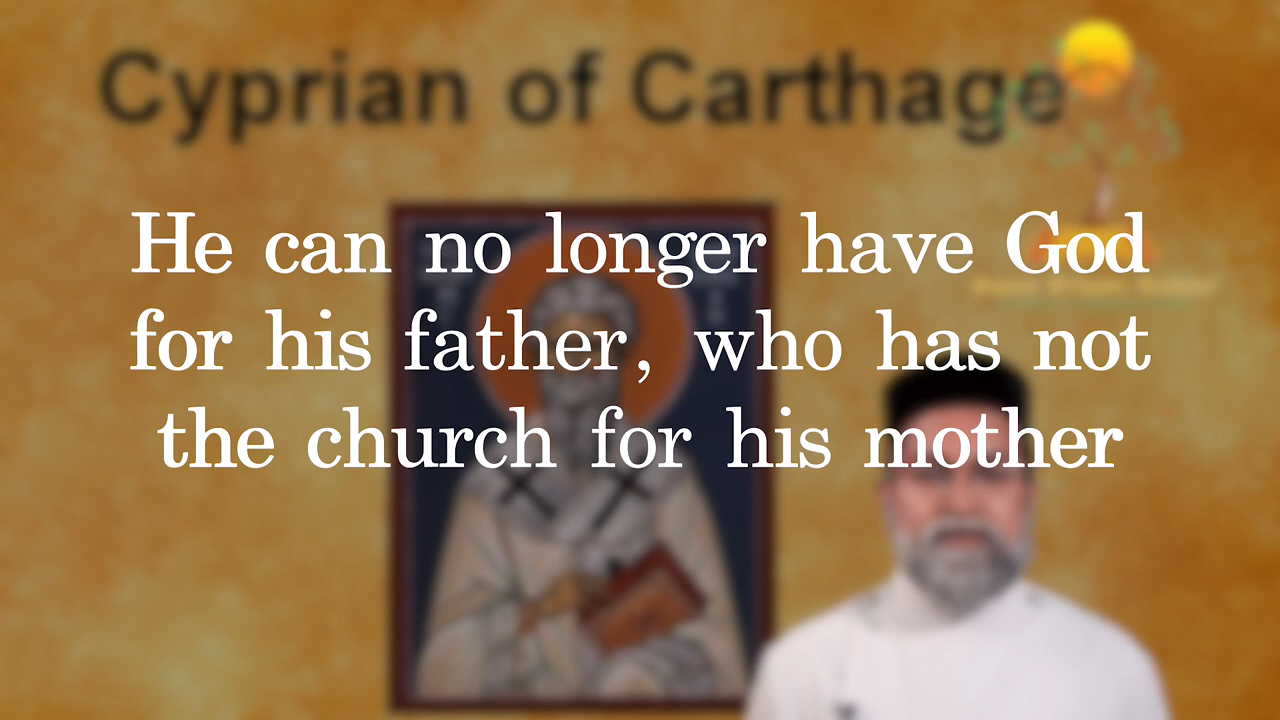 Cyprian of Carthage
He can no longer have God
for his father, who has not
the church for his mother